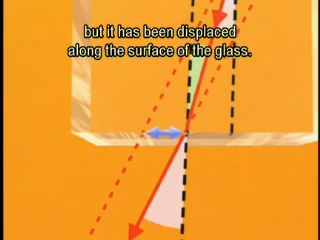 but it has been displaced
along the surface of the glass.